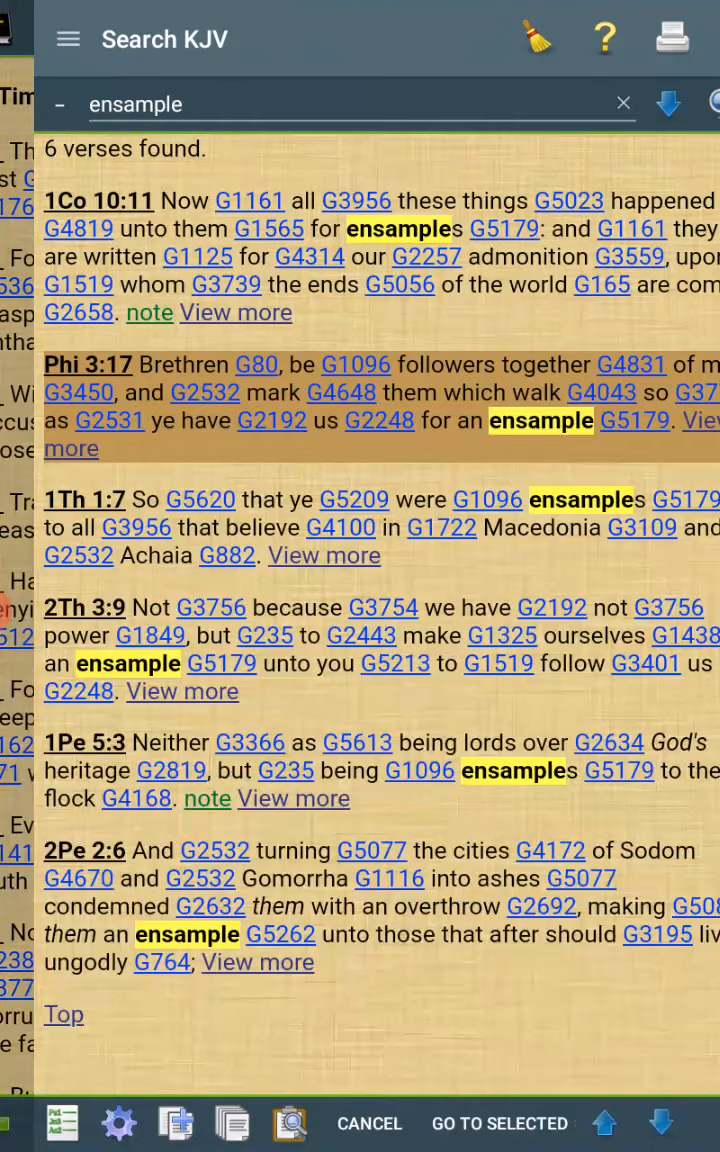 Search KJV
- ensample
6 verses found.
1Co 10:11 Now G1161 all G3956 these things G5023 happened
G4819 unto them G1565 for ensamples G5179: and G1161 they
are written G1125 for G4314 our G2257 admonition G3559, upon
G1519 whom G3739 the ends G5056 of the world G165 are com
G2658. note View more
Phi 3:17 Brethren G80, be G1096 followers together G4831 of m
G3450, and G2532 mark G4648 them which walk G4043 so G37
as G2531 ye have G2192 us G2248 for an ensample G5179. View
more
1Th 1:7 So G5620 that ye G5209 were G1096 ensamples G5179
to all G3956 that believe G4100 in G1722 Macedonia G3109 and
G2532 Achaia G882. View more
2Th 3:9 Not G3756 because G3754 we have G2192 not G3756
power G1849, but G235 to G2443 make G1325 ourselves G1438
an ensample G5179 unto you G5213 to G1519 follow G3401 us
G2248. View more
1Pe 5:3 Neither G3366 as G5613 being lords over G2634 God's
heritage G2819, but G235 being G1096 ensamples G5179 to the
flock G4168. note View more
2Pe 2:6 And G2532 turning G5077 the cities G4172 of Sodom
G4670 and G2532 Gomorrha G1116 into ashes G5077
condemned G2632 them with an overthrow G2692, making G508
them an ensample G5262 unto those that after should G3195 liv
ungodly G764; View more
Top
CANCEL GO TO SELECTED